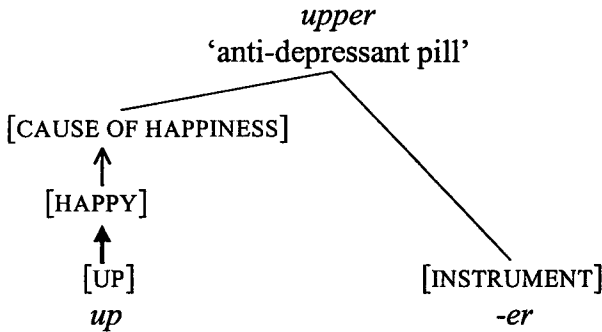 upper
‘anti-depressant pill’
[CAUSE OF HAPPINESS]
[HAPPY]
[UP] [INSTRUMENT]
up -er